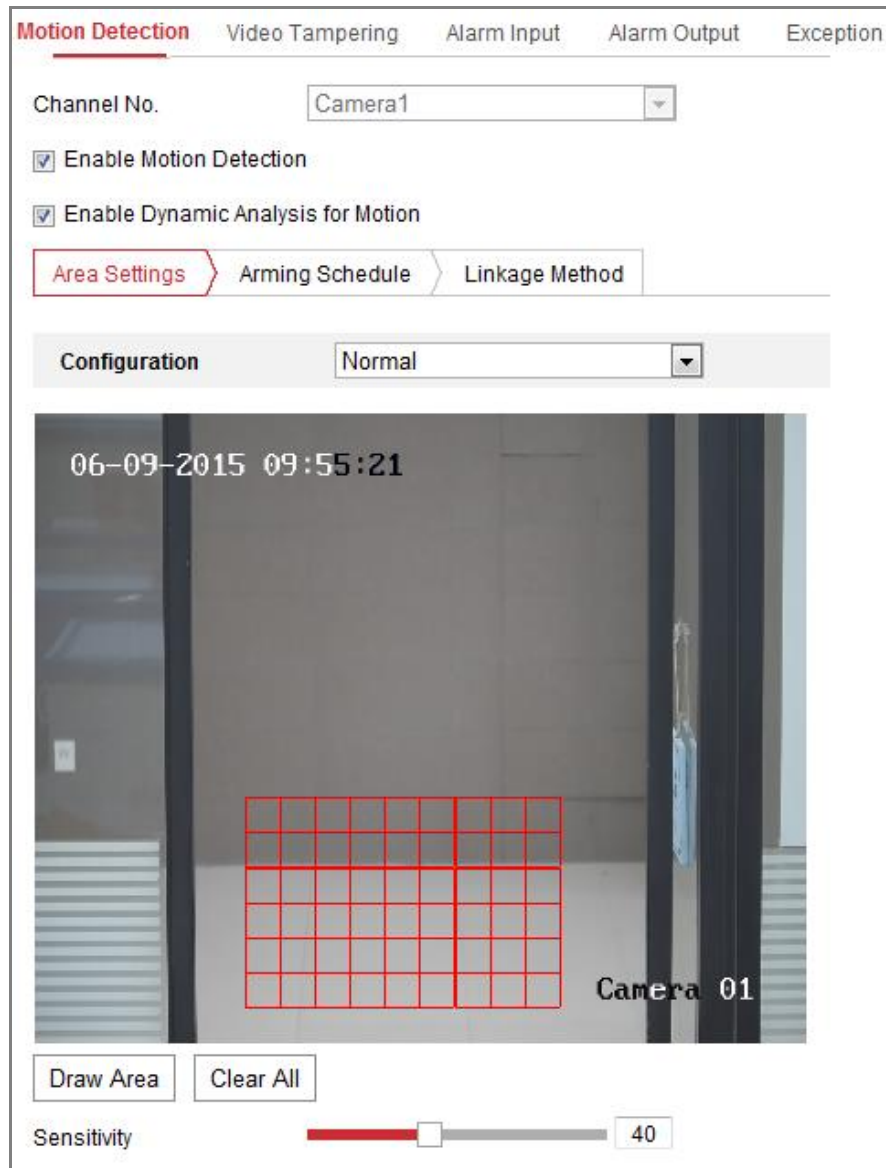 Motion Detection Video Tampering Alarm Input Alarm Output Exception
Channel No. Camera1
Enable Motion Detection
Enable Dynamic Analysis for Motion
Area Settings Arming Schedule Linkage Method
Configuration Normal
06-09-2015 09:55:21
Camera 01
Draw Area Clear All
Sensitivity 40